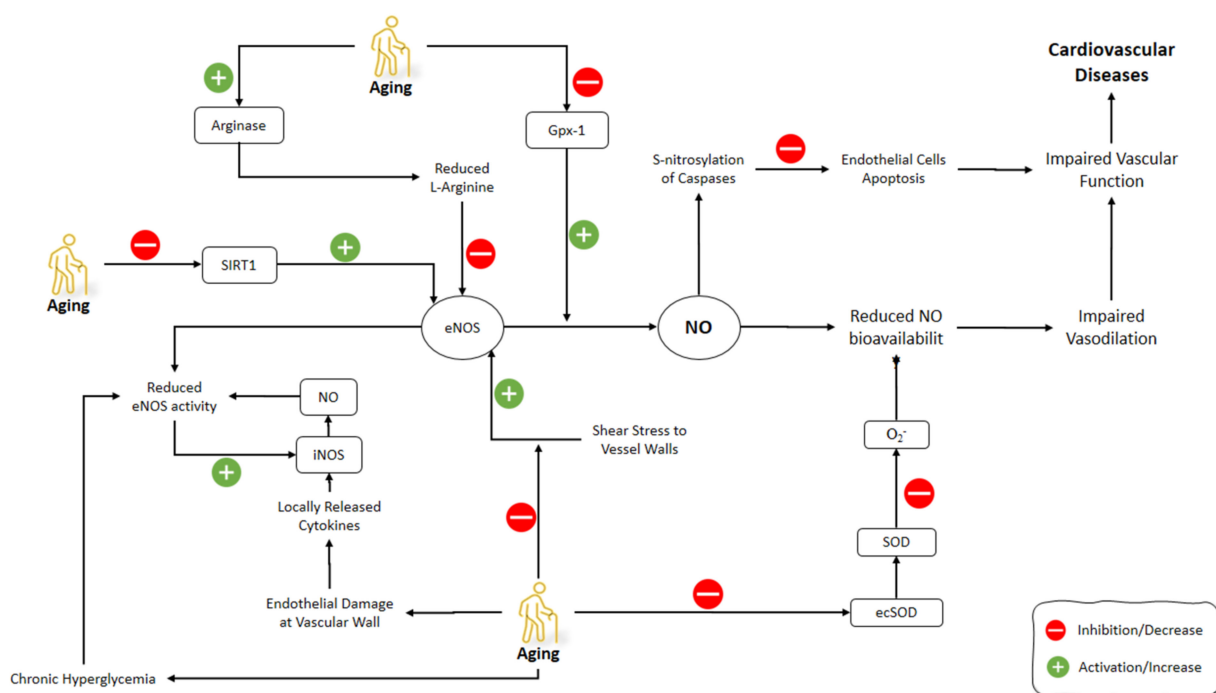 Cardiovascular
Diseases
Aging
Arginase
Gpx-1
Reduced
L-Arginine
S-nitrosylation
of Caspases
Endothelial Cells
Apoptosis
Impaired Vascular
Function
SIRT1
Aging
eNOS
NO
Reduced NO
bioavailabilit
Impaired
Vasodilation
Reduced
eNOS activity
NO
iNOS
Shear Stress to
Vessel Walls
O₂⁻
Locally Released
Cytokines
SOD
Endothelial Damage
at Vascular Wall
ecSOD
Aging
Chronic Hyperglycemia
Inhibition/Decrease
Activation/Increase